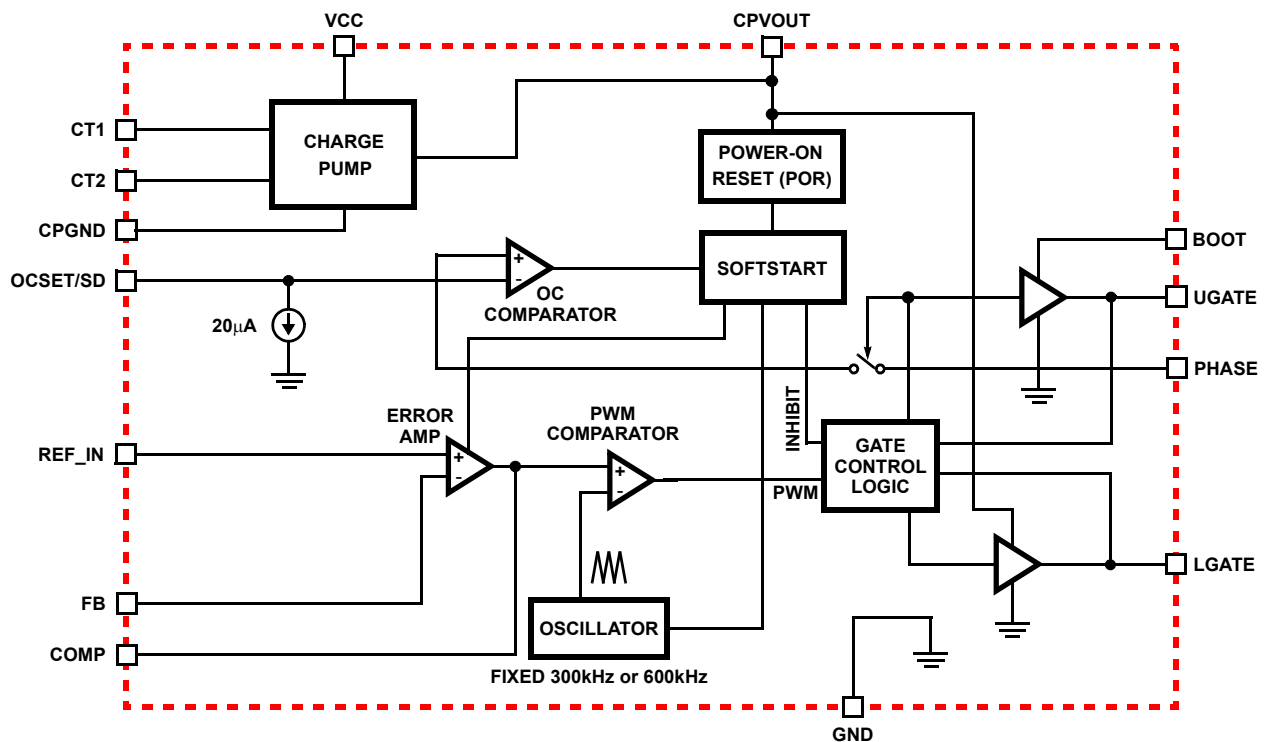 VCC
CPVOUT
CT1
CHARGE
PUMP
CT2
POWER-ON
RESET (POR)
CPGND
BOOT
OCSET/SD
+
-
OC
COMPARATOR
SOFTSTART
UGATE
20μA
PHASE
INHIBIT
ERROR
AMP
PWM
COMPARATOR
REF_IN
+
-
+
-
GATE
CONTROL
LOGIC
PWM
LGATE
FB
OSCILLATOR
COMP
FIXED 300kHz or 600kHz
GND